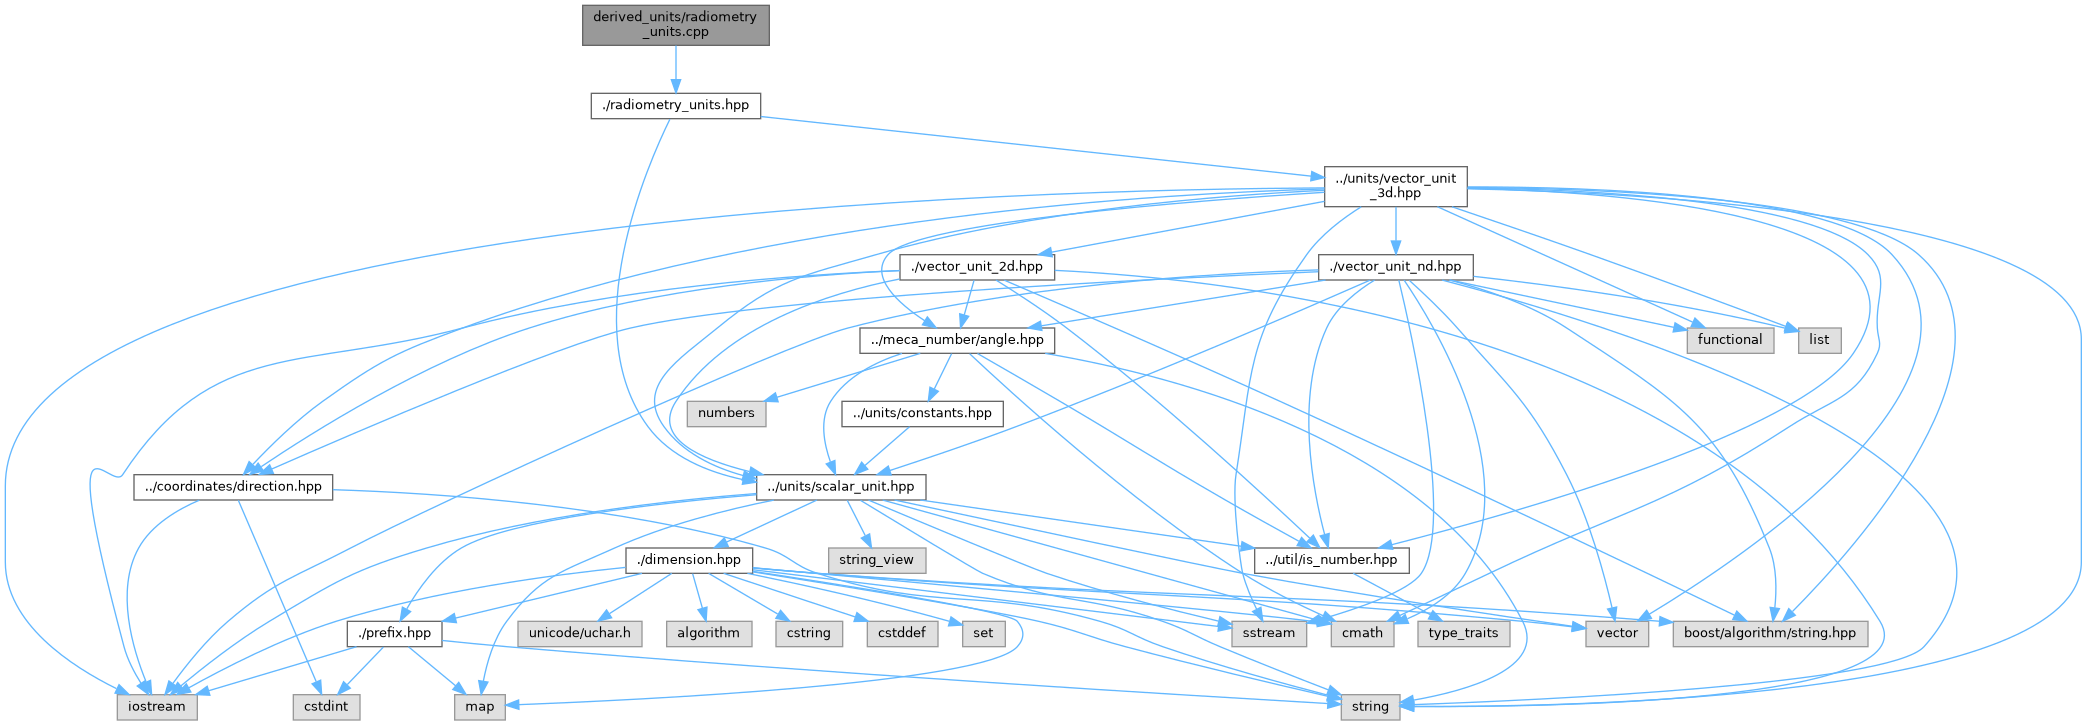 derived_units/radiometry
_units.cpp
./radiometry_units.hpp
../units/vector_unit
_3d.hpp
./vector_unit_2d.hpp
./vector_unit_nd.hpp
../meca_number/angle.hpp
functional
list
numbers
../units/constants.hpp
../coordinates/direction.hpp
../units/scalar_unit.hpp
./dimension.hpp
string_view
../util/is_number.hpp
./prefix.hpp
unicode/uchar.h
algorithm
cstring
cstddef
set
sstream
cmath
type_traits
vector
boost/algorithm/string.hpp
iostream
cstdint
map
string